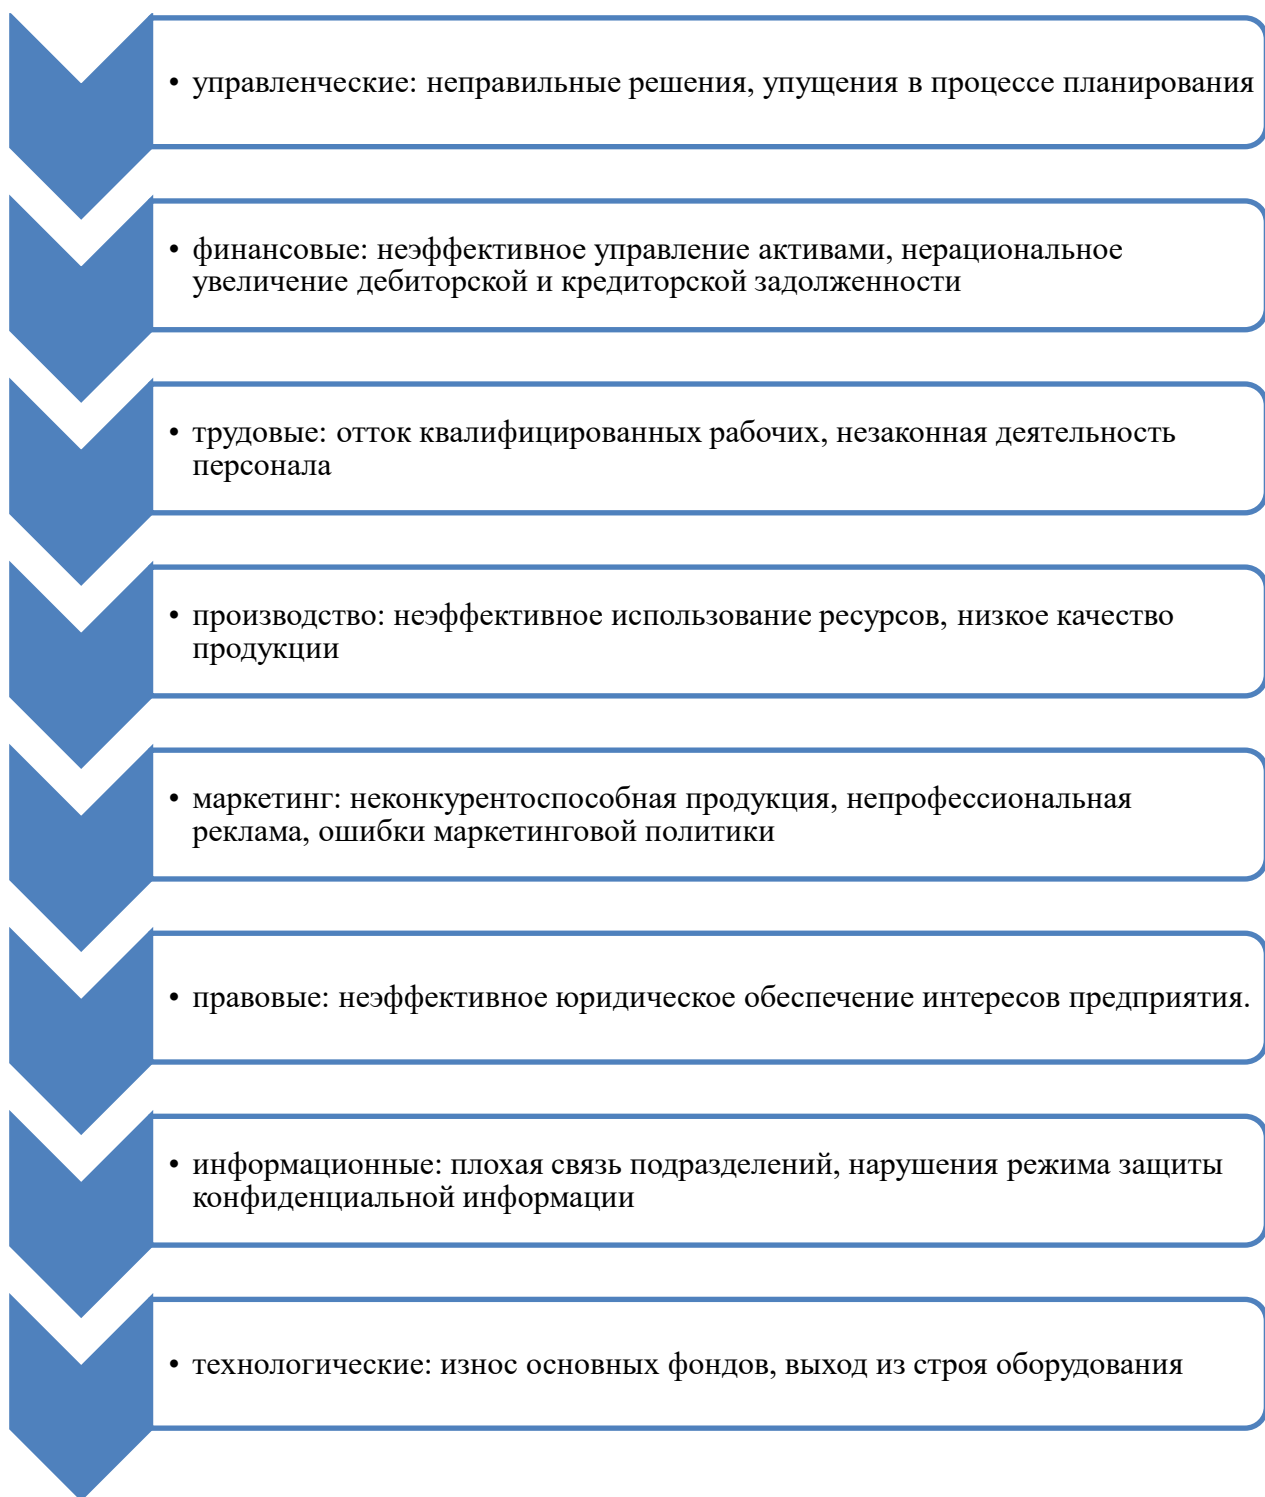 • управленческие: неправильные решения, упущения в процессе планирования
• финансовые: неэффективное управление активами, нерациональное
увеличение дебиторской и кредиторской задолженности
• трудовые: отток квалифицированных рабочих, незаконная деятельность
персонала
• производство: неэффективное использование ресурсов, низкое качество
продукции
• маркетинг: неконкурентоспособная продукция, непрофессиональная
реклама, ошибки маркетинговой политики
• правовые: неэффективное юридическое обеспечение интересов предприятия.
• информационные: плохая связь подразделений, нарушения режима защиты
конфиденциальной информации
• технологические: износ основных фондов, выход из строя оборудования